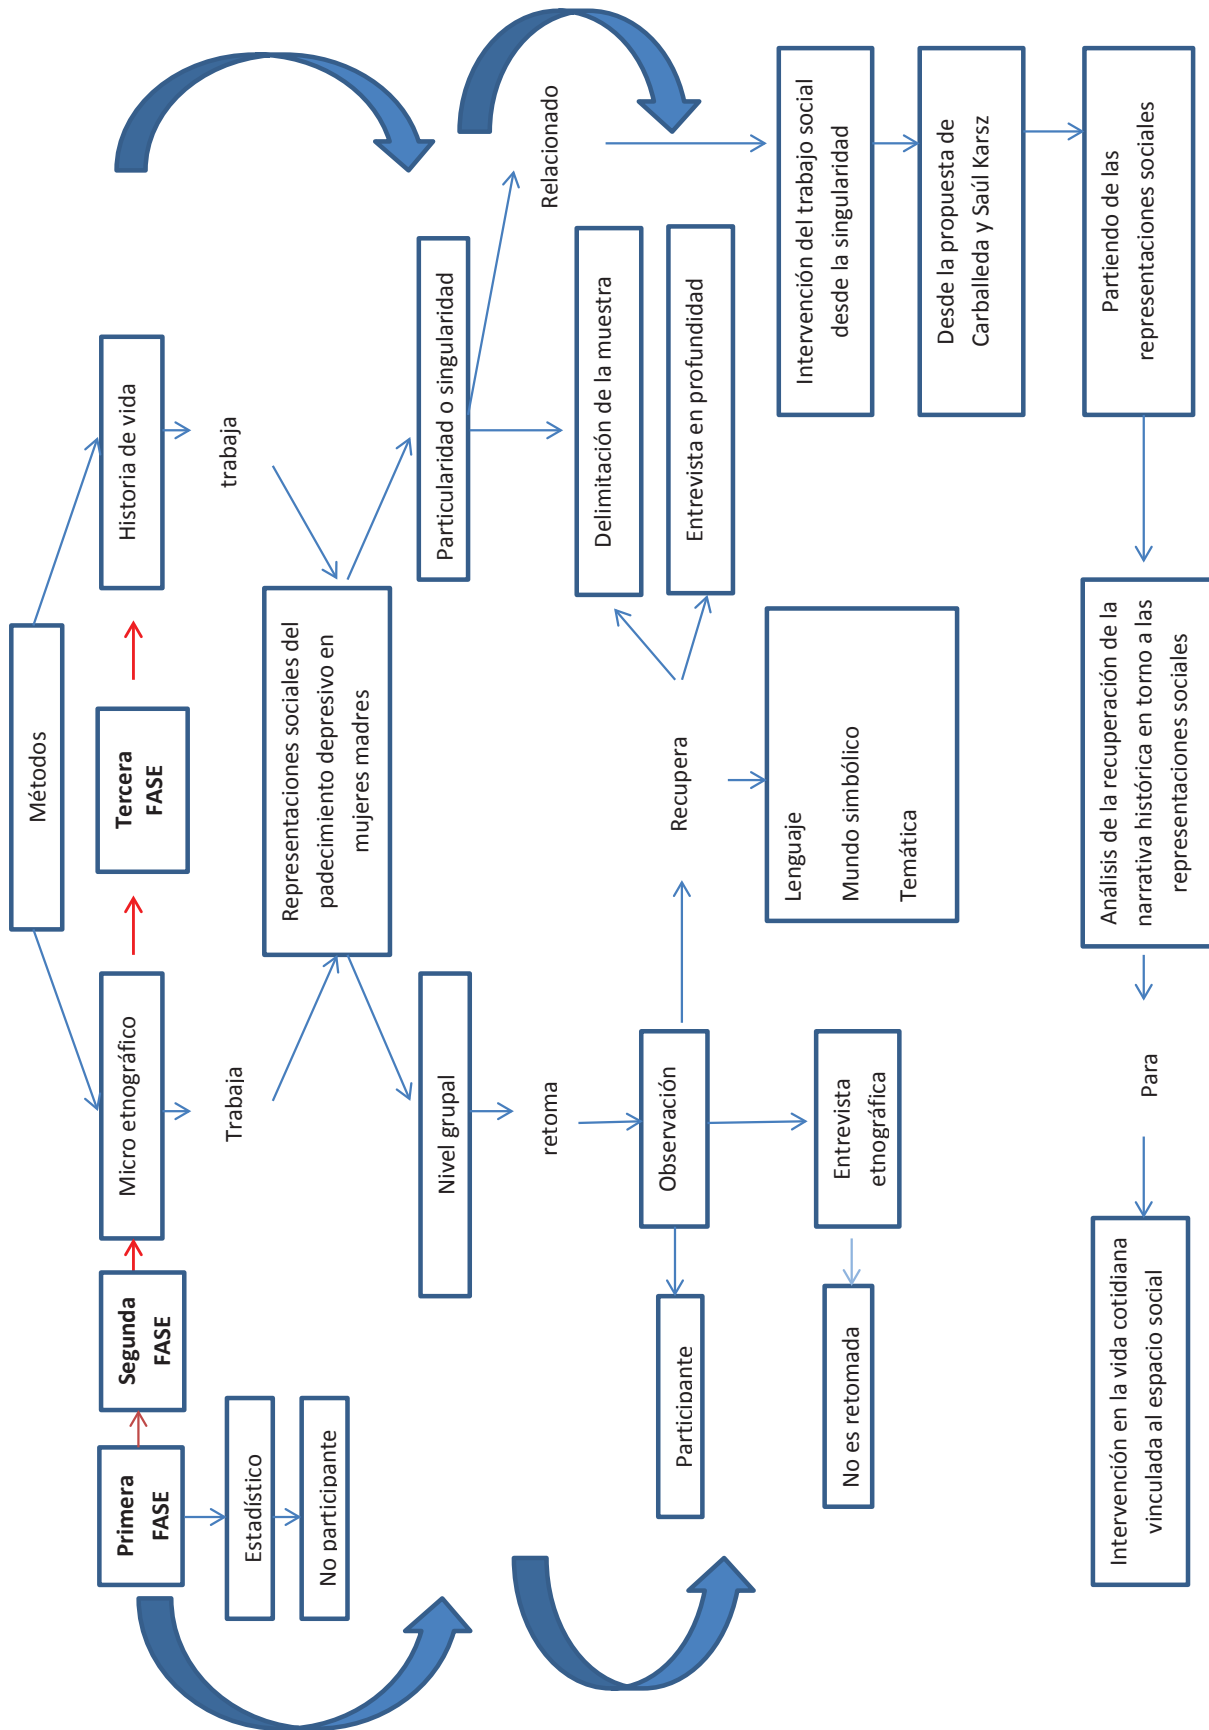 Métodos
Primera
FASE
Segunda
FASE
Micro etnográfico
Tercera
FASE
Historia de vida
Estadístico
No participante
Trabaja
trabaja
Representaciones sociales del
padecimiento depresivo en
mujeres madres
Nivel grupal
Particularidad o singularidad
retoma
Relacionado
Observación
Recupera
Delimitación de la muestra
Entrevista en profundidad
Participante
Lenguaje
Mundo simbólico
Temática
Entrevista
etnográfica
No es retomada
Intervención del trabajo social
desde la singularidad
Desde la propuesta de
Carballeda y Saúl Karsz
Partiendo de las
representaciones sociales
Análisis de la recuperación de la
narrativa histórica en torno a las
representaciones sociales
Para
Intervención en la vida cotidiana
vinculada al espacio social